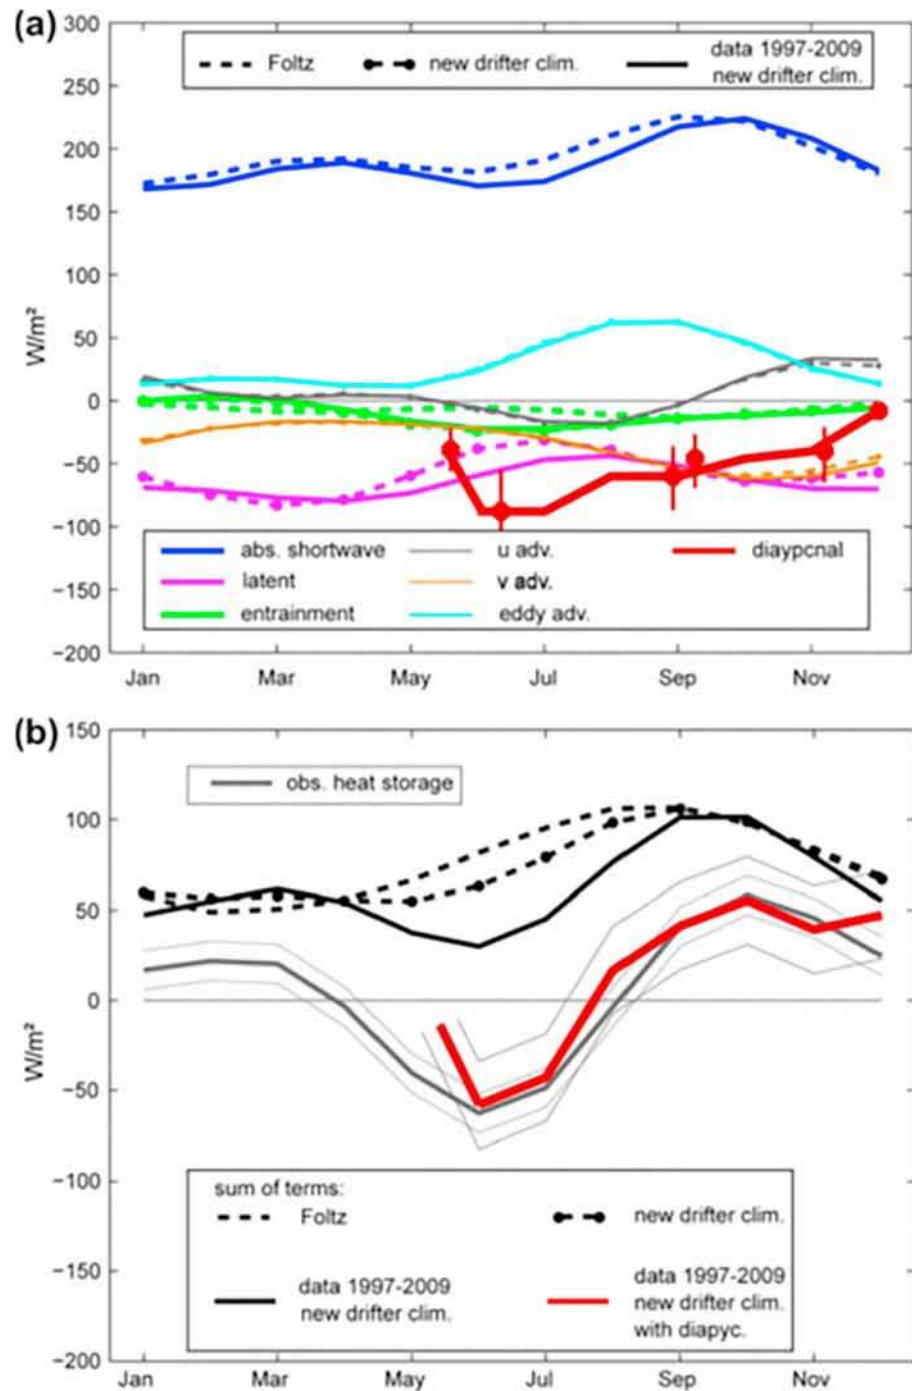 (a)
300
250
200
150
100
50
0
−50
−100
−150
−200
W/m²
Foltz
new drifter clim.
data 1997-2009
new drifter clim.
abs. shortwave
latent
entrainment
u adv.
v adv.
eddy adv.
diaypcnal
Jan
Mar
May
Jul
Sep
Nov
(b)
150
100
50
0
−50
−100
−150
−200
W/m²
obs. heat storage
sum of terms:
Foltz
new drifter clim.
data 1997-2009
new drifter clim.
data 1997-2009
new drifter clim.
with diapyc.
Jan
Mar
May
Jul
Sep
Nov